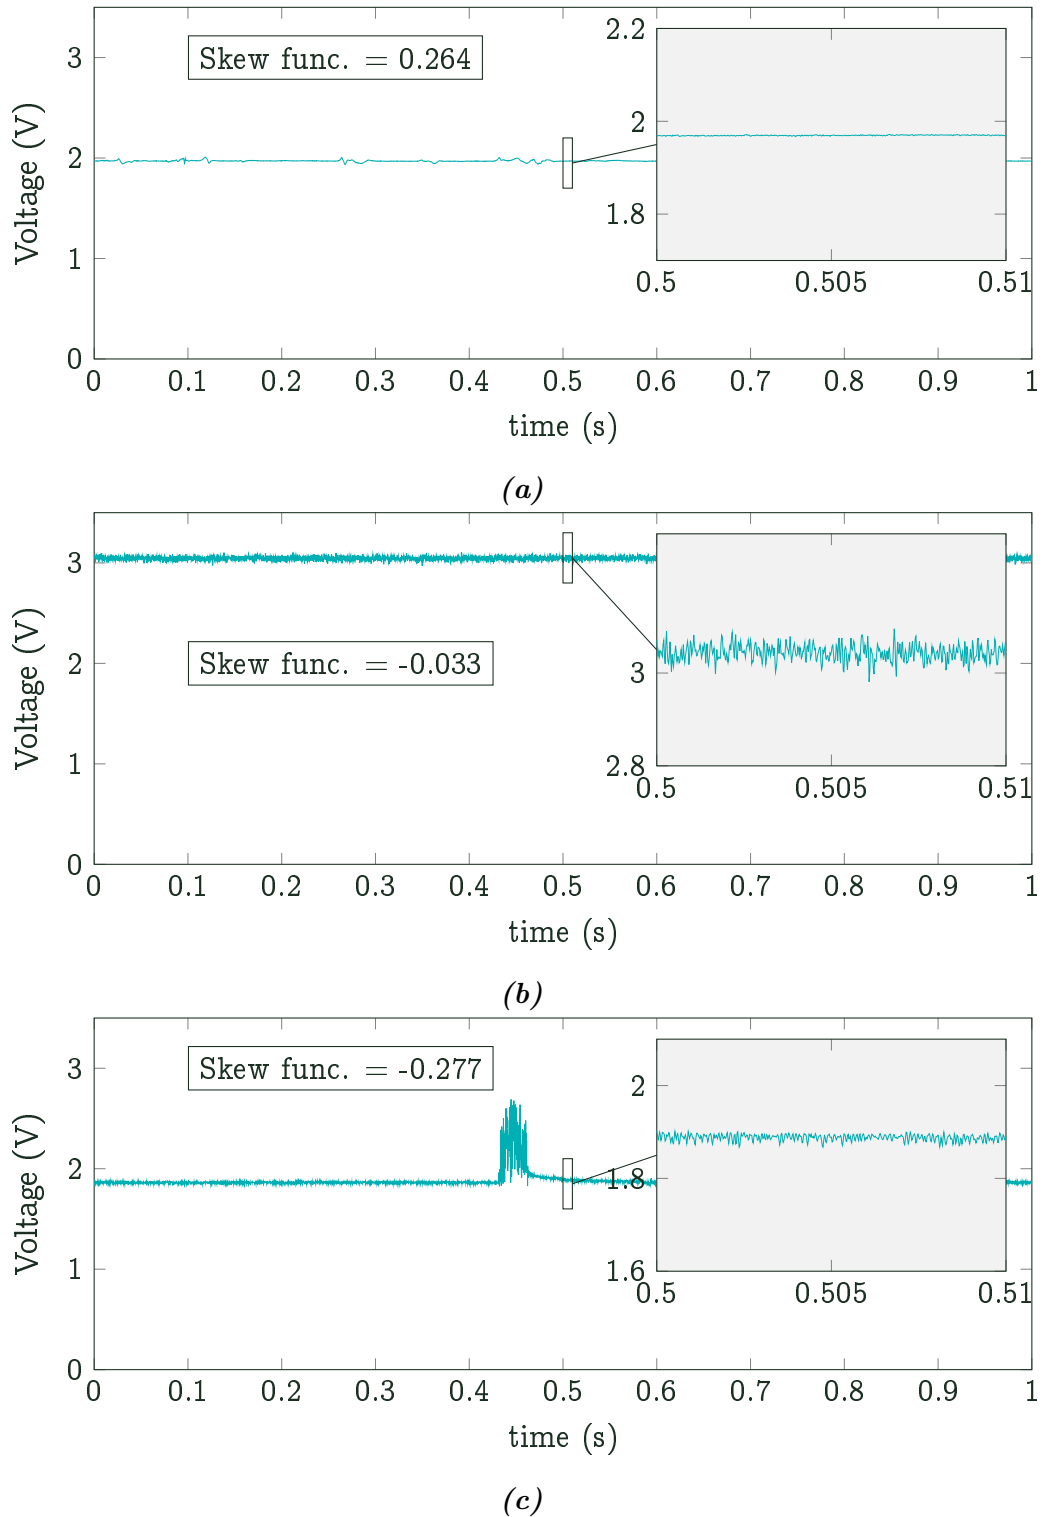 Skew func. = 0.264
Voltage (V)
3
2
1
0
2.2
2
1.8
0.5 0.505 0.51
0 0.1 0.2 0.3 0.4 0.5 0.6 0.7 0.8 0.9 1
time (s)
(a)
Voltage (V)
3
2
1
0
Skew func. = -0.033
3
2.8
0.5 0.505 0.51
0 0.1 0.2 0.3 0.4 0.5 0.6 0.7 0.8 0.9 1
time (s)
(b)
Skew func. = -0.277
Voltage (V)
3
2
1
0
2
1.8
1.6
0.5 0.505 0.51
0 0.1 0.2 0.3 0.4 0.5 0.6 0.7 0.8 0.9 1
time (s)
(c)